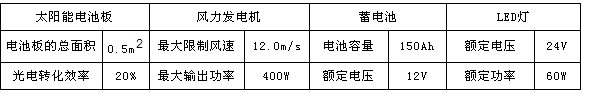 太阳能电池板 风力发电机 蓄电池 LED灯
电池板的总面积 0.5m2 最大限制风速 12.0m/s 电池容量 150Ah 额定电压 24V
光电转化效率 20% 最大输出功率 400W 额定电压 12V 额定功率 60W